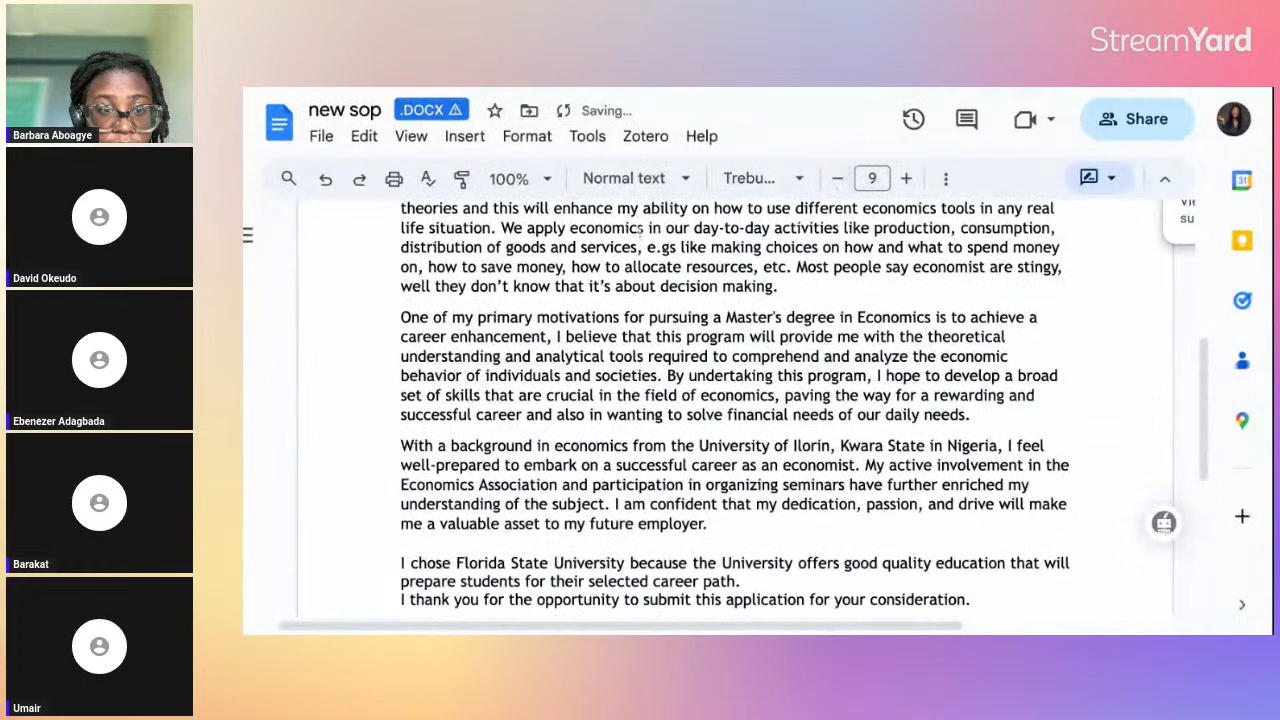 StreamYard
Barbara Aboagye
David Okeudo
Ebenezer Adagbada
Barakat
Umair
new sop
.DOCX
Saving...
File Edit View Insert Format Tools Zotero Help
Share
100%
Normal text
Trebu...
9
31
su
theories and this will enhance my ability on how to use different economics tools in any real
life situation. We apply economics in our day-to-day activities like production, consumption,
distribution of goods and services, e.gs like making choices on how and what to spend money
on, how to save money, how to allocate resources, etc. Most people say economist are stingy,
well they don't know that it's about decision making.
One of my primary motivations for pursuing a Master's degree in Economics is to achieve a
career enhancement, I believe that this program will provide me with the theoretical
understanding and analytical tools required to comprehend and analyze the economic
behavior of individuals and societies. By undertaking this program, I hope to develop a broad
set of skills that are crucial in the field of economics, paving the way for a rewarding and
successful career and also in wanting to solve financial needs of our daily needs.
With a background in economics from the University of Ilorin, Kwara State in Nigeria, I feel
well-prepared to embark on a successful career as an economist. My active involvement in the
Economics Association and participation in organizing seminars have further enriched my
understanding of the subject. I am confident that my dedication, passion, and drive will make
me a valuable asset to my future employer.
I chose Florida State University because the University offers good quality education that will
prepare students for their selected career path.
I thank you for the opportunity to submit this application for your consideration.